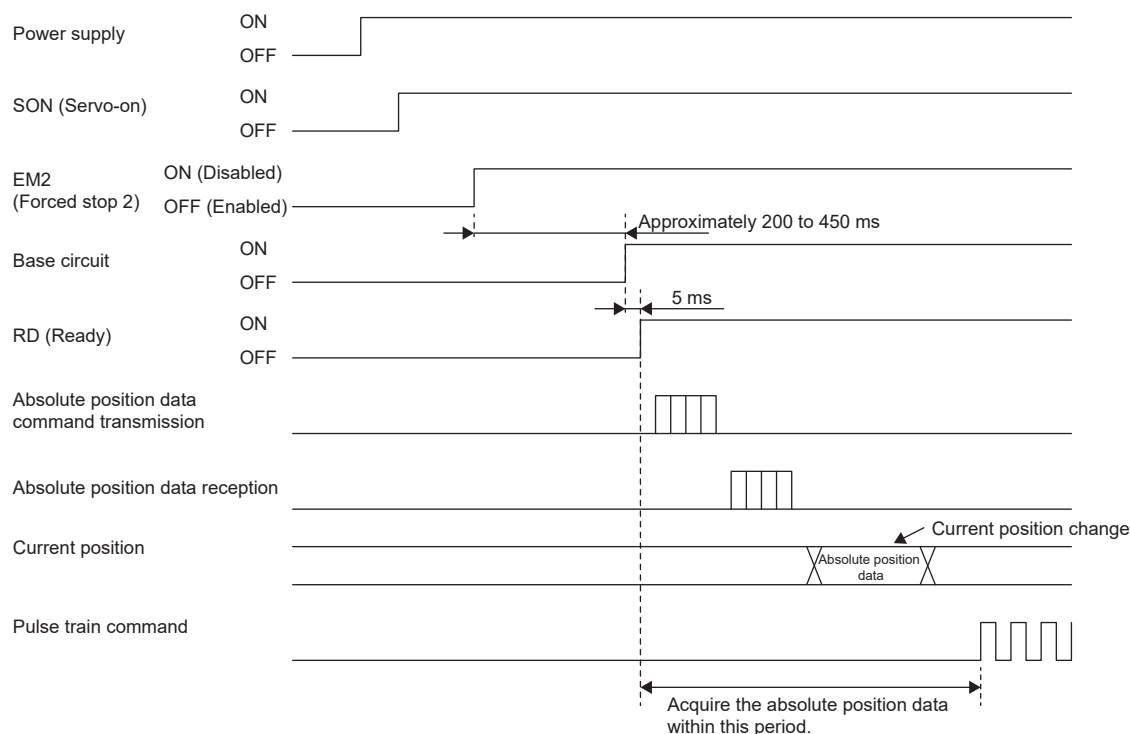 Power supply
ON
OFF
SON (Servo-on)
ON
OFF
EM2
(Forced stop 2)
ON (Disabled)
OFF (Enabled)
Approximately 200 to 450 ms
Base circuit
ON
OFF
5 ms
RD (Ready)
ON
OFF
Absolute position data
command transmission
Absolute position data reception
Current position change
Current position
Absolute position
data
Pulse train command
Acquire the absolute position data
within this period.